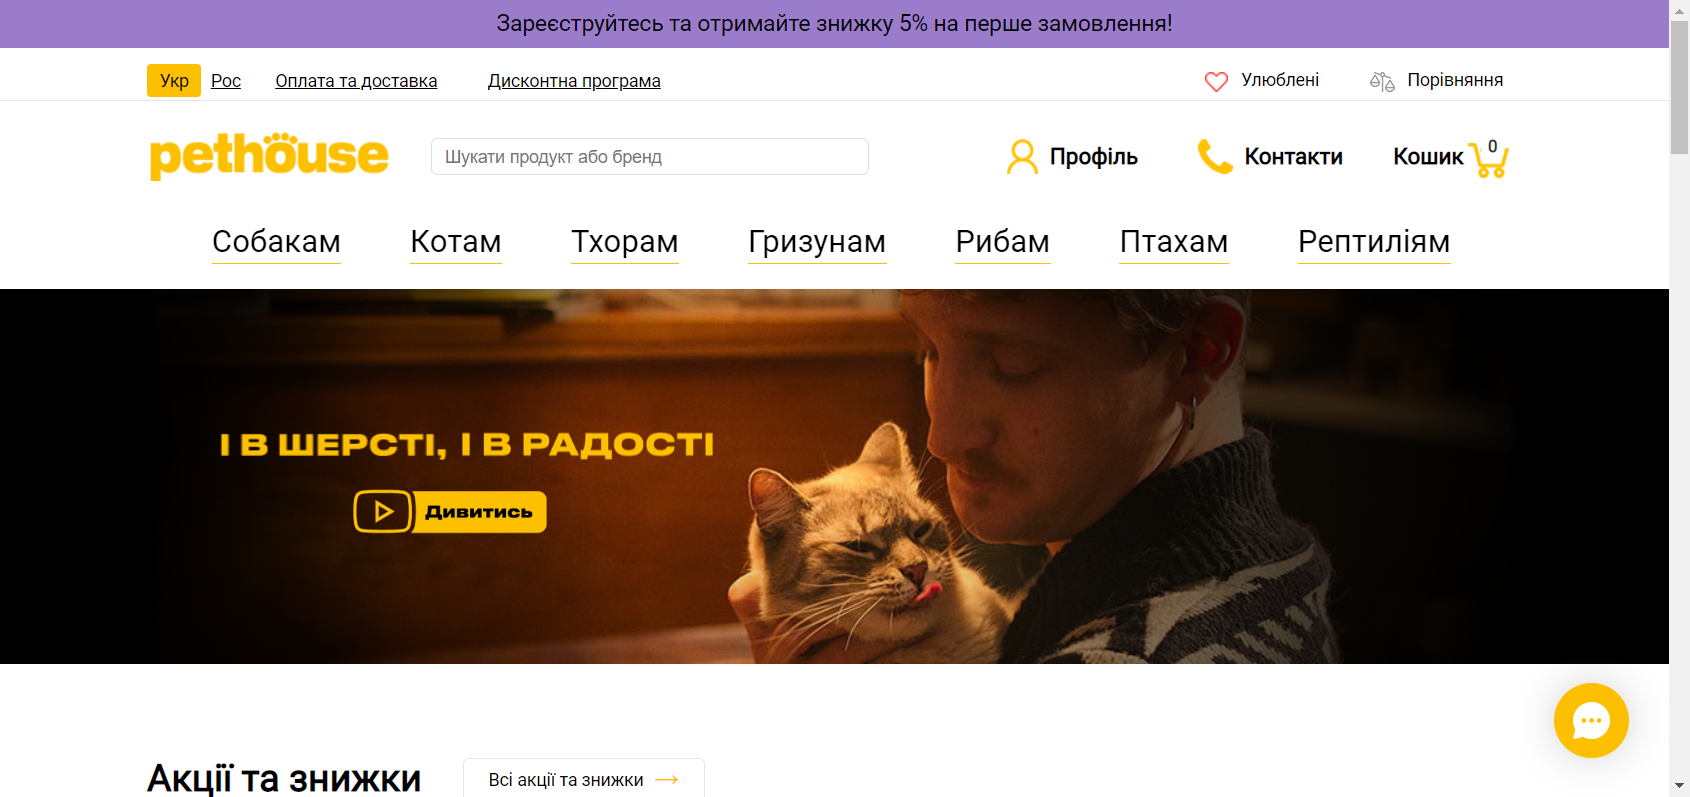 Зареєструйтесь та отримайте знижку 5% на перше замовлення!
Укр Рос Оплата та доставка Дисконтна програма Улюблені Порівняння
pethouse Шукати продукт або бренд Профіль Контакти Кошик 0
Собакам Котам Тхорам Гризунам Рибам Птахам Рептиліям
І В ШЕРСТІ, І В РАДОСТІ
Дивитись
Акції та знижки Всі акції та знижки